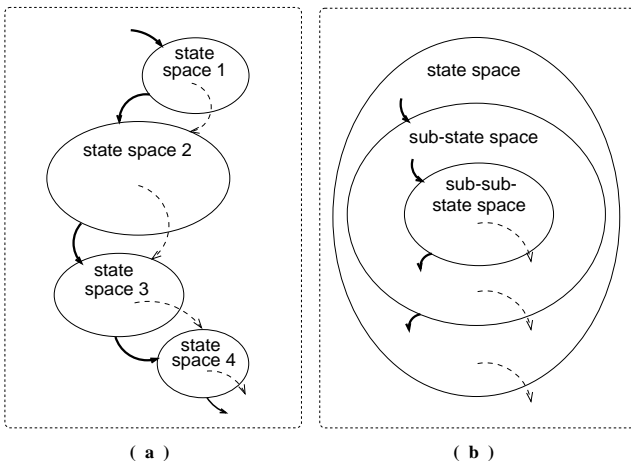 state
space 1
state space 2
state
space 3
state
space 4
( a )
state space
sub-state space
sub-sub-
state space
( b )